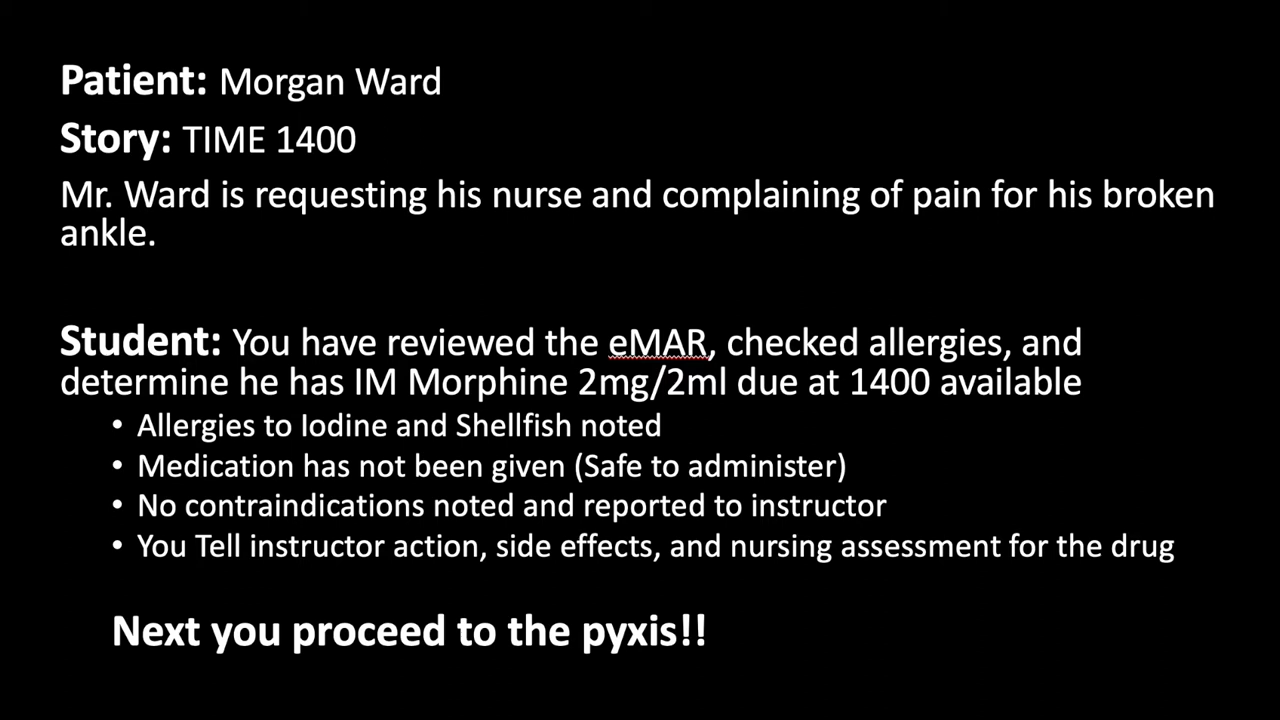 Patient: Morgan Ward
Story: TIME 1400
Mr. Ward is requesting his nurse and complaining of pain for his broken
ankle.
Student: You have reviewed the eMAR, checked allergies, and
determine he has IM Morphine 2mg/2ml due at 1400 available
• Allergies to Iodine and Shellfish noted
• Medication has not been given (Safe to administer)
• No contraindications noted and reported to instructor
• You Tell instructor action, side effects, and nursing assessment for the drug
Next you proceed to the pyxis!!